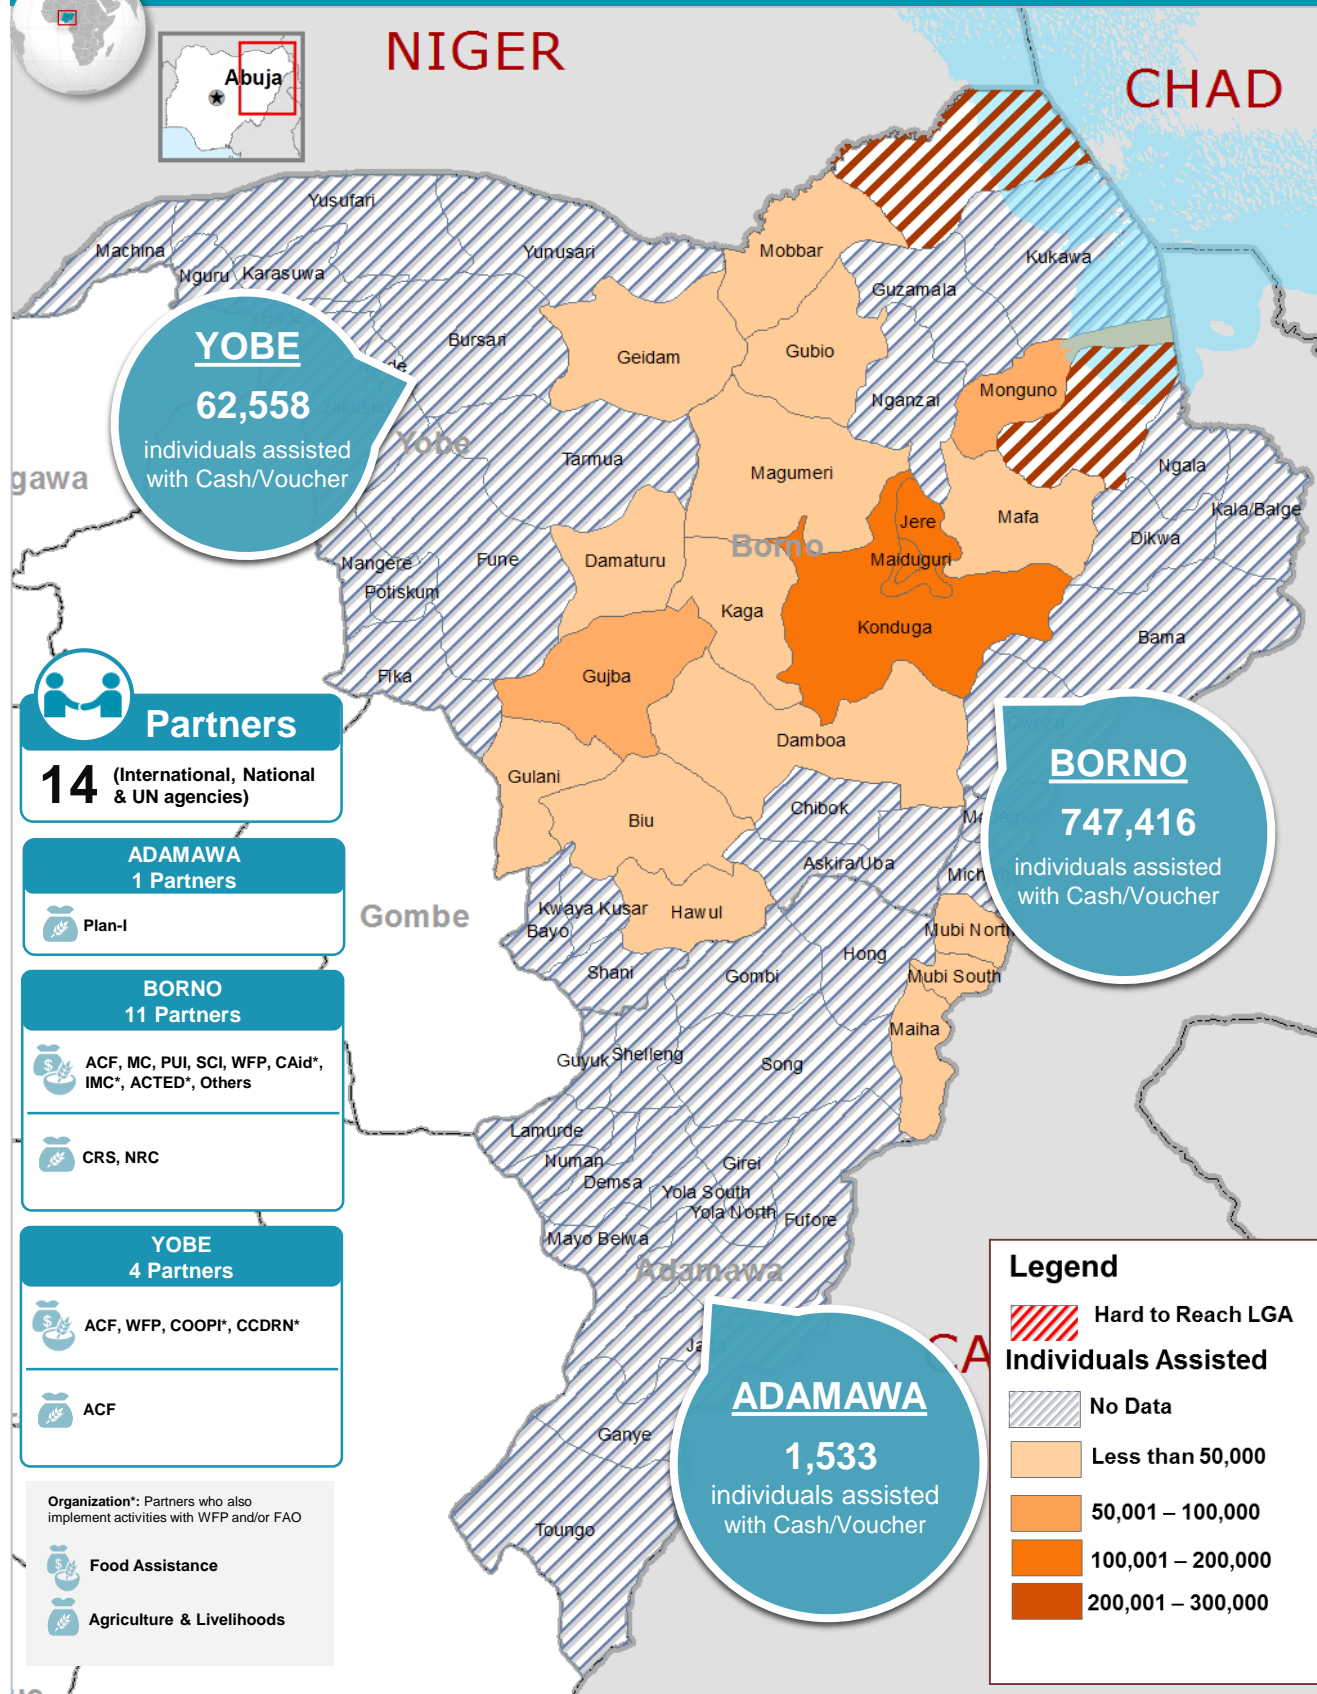 NIGER
CHAD
Abuja
Yusufari
Machina
Yunusari
Mobbar
Kukawa
Nguru
Karasuwa
Guzamala
Bade
YOBE
62,558
individuals assisted
with Cash/Voucher
Bursari
Geidam
Gubio
Monguno
Nganzai
Jakusko
Yobe
Tarmua
Magumeri
Ngala
gawa
Jere
Mafa
Kala/Balge
Borno
Dikwa
Nangere
Fune
Damaturu
Maiduguri
Potiskum
Kaga
Konduga
Bama
Fika
Gujba
Gwoza
Damboa
Partners
14
(International, National
& UN agencies)
Gulani
Chibok
Biu
BORNO
747,416
individuals assisted
with Cash/Voucher
Madagali
Askira/Uba
Mich
ADAMAWA
1 Partners
Plan-I
Gombe
Kwaya Kusar
Hawul
Bayo
Mubi North
Hong
Shani
Gombi
Mubi South
BORNO
11 Partners
ACF, MC, PUI, SCI, WFP, CAid*,
IMC*, ACTED*, Others
CRS, NRC
Maiha
Guyuk
Shelleng
Song
Lamurde
Numan
Girei
Demsa
Yola South
Yola North
Fufore
Mayo Belwa
Adamawa
YOBE
4 Partners
ACF, WFP, COOPI*, CCDRN*
ACF
Ja
Ganye
Toungo
ADAMAWA
1,533
individuals assisted
with Cash/Voucher
CA
Legend
Hard to Reach LGA
Individuals Assisted
No Data
Less than 50,000
50,001 – 100,000
100,001 – 200,000
200,001 – 300,000
Organization*: Partners who also
implement activities with WFP and/or FAO
Food Assistance
Agriculture & Livelihoods